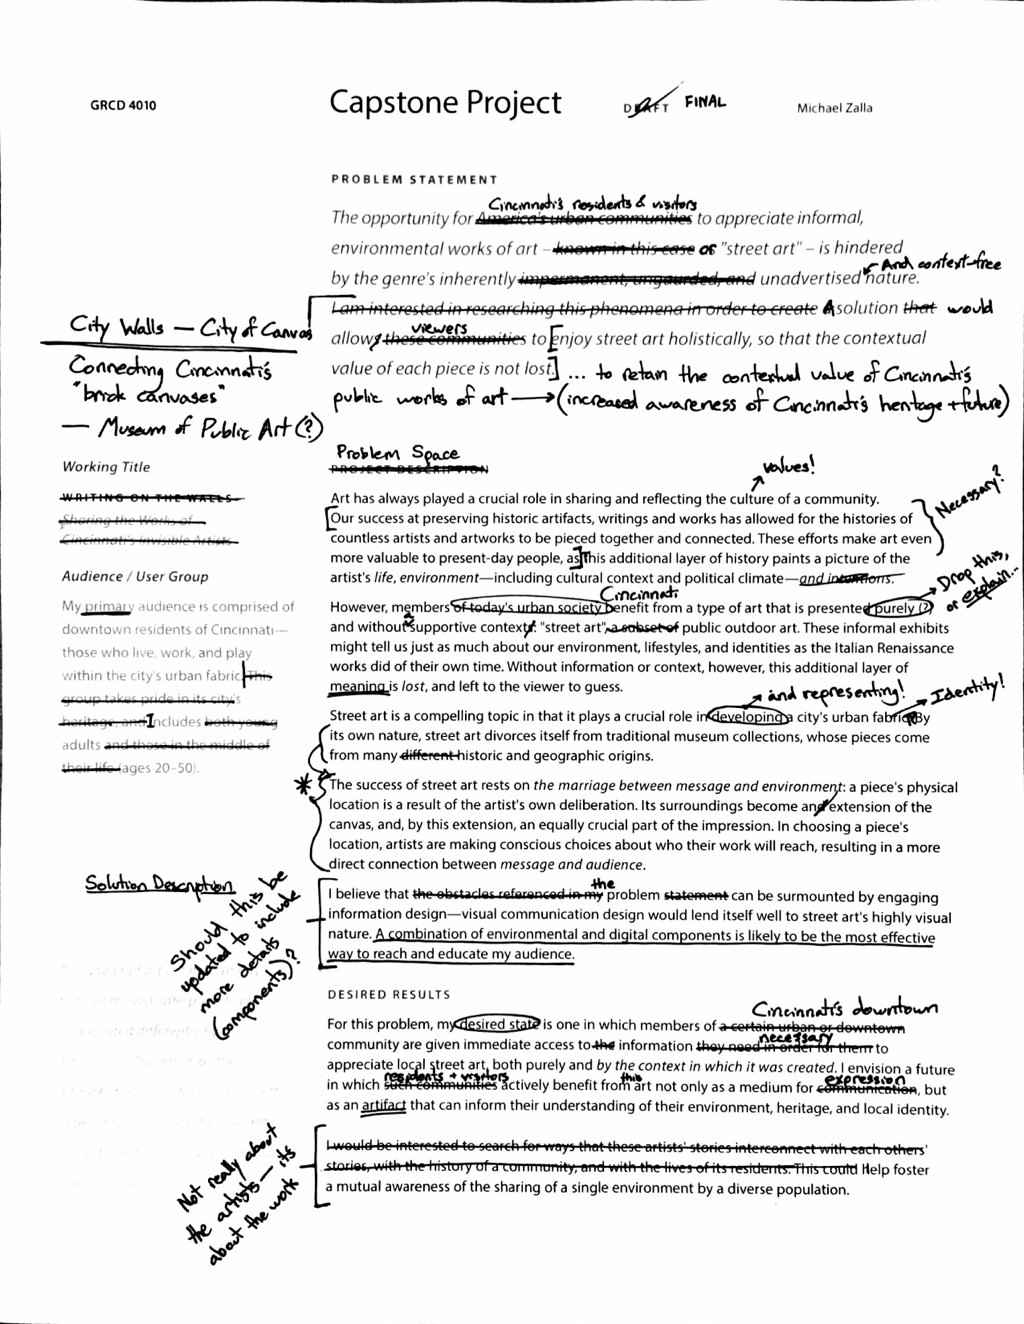 GRCD 4010
Capstone Project
DRAFT FINAL
Michael Zalla
PROBLEM STATEMENT
Cincinnati's residents & visitors
The opportunity for America's urban communities to appreciate informal,
environmental works of art – known in this case or "street art" – is hindered
And context-free
by the genre's inherently impermanent, ungaurded, and unadvertised nature.
I am interested in researching this phenomena in order to create A solution that would
viewers
allow these communities to [enjoy street art holistically, so that the contextual
value of each piece is not lost.] ... to retain the contextual value of Cincinnati's
public works of art → (increased awareness of Cincinnati's heritage + future)
City Walls — City of Canvas
Connecting Cincinnati's
"brick canvases"
— Museum of Public Art (?)
Working Title
WRITING ON THE WALLS
Sharing the Works of
Cincinnati's Invisible Artists
Audience / User Group
My primary audience is comprised of
downtown residents of Cincinnati—
those who live, work, and play
within the city's urban fabric. This
group takes pride in its city's
heritage, and Includes both young
adults and those in the middle of
their life (ages 20–50).
Problem Space
PROJECT DESCRIPTION
values!
Art has always played a crucial role in sharing and reflecting the culture of a community.
[Our success at preserving historic artifacts, writings and works has allowed for the histories of
countless artists and artworks to be pieced together and connected. These efforts make art even
more valuable to present-day people, as] This additional layer of history paints a picture of the
artist's life, environment—including cultural context and political climate—and intentions.
Necessary?
Cincinnati
However, members of today's urban society benefit from a type of art that is presented purely (?)
Drop this,
or explain...
and without supportive context: "street art", a subset of public outdoor art. These informal exhibits
might tell us just as much about our environment, lifestyles, and identities as the Italian Renaissance
works did of their own time. Without information or context, however, this additional layer of
meaning is lost, and left to the viewer to guess.
and representing!
Identity!
Street art is a compelling topic in that it plays a crucial role in developing a city's urban fabric. By
its own nature, street art divorces itself from traditional museum collections, whose pieces come
from many different historic and geographic origins.
The success of street art rests on the marriage between message and environment: a piece's physical
location is a result of the artist's own deliberation. Its surroundings become an extension of the
canvas, and, by this extension, an equally crucial part of the impression. In choosing a piece's
location, artists are making conscious choices about who their work will reach, resulting in a more
direct connection between message and audience.
Solution Description
Should this be
updated to include
more details
(components)?
the
I believe that the obstacles referenced in my problem statement can be surmounted by engaging
information design—visual communication design would lend itself well to street art's highly visual
nature. A combination of environmental and digital components is likely to be the most effective
way to reach and educate my audience.
DESIRED RESULTS
Cincinnati's downtown
For this problem, my desired state is one in which members of a certain urban or downtown
necessary
community are given immediate access to the information they need in order for them to
appreciate local street art, both purely and by the context in which it was created. I envision a future
residents + visitors this expression
in which such communities actively benefit from art not only as a medium for communication, but
as an artifact that can inform their understanding of their environment, heritage, and local identity.
I would be interested to search for ways that these artists' stories interconnect with each others'
stories, with the history of a community, and with the lives of its residents. This could Help foster
a mutual awareness of the sharing of a single environment by a diverse population.
Not really about
the artists — its
about the work